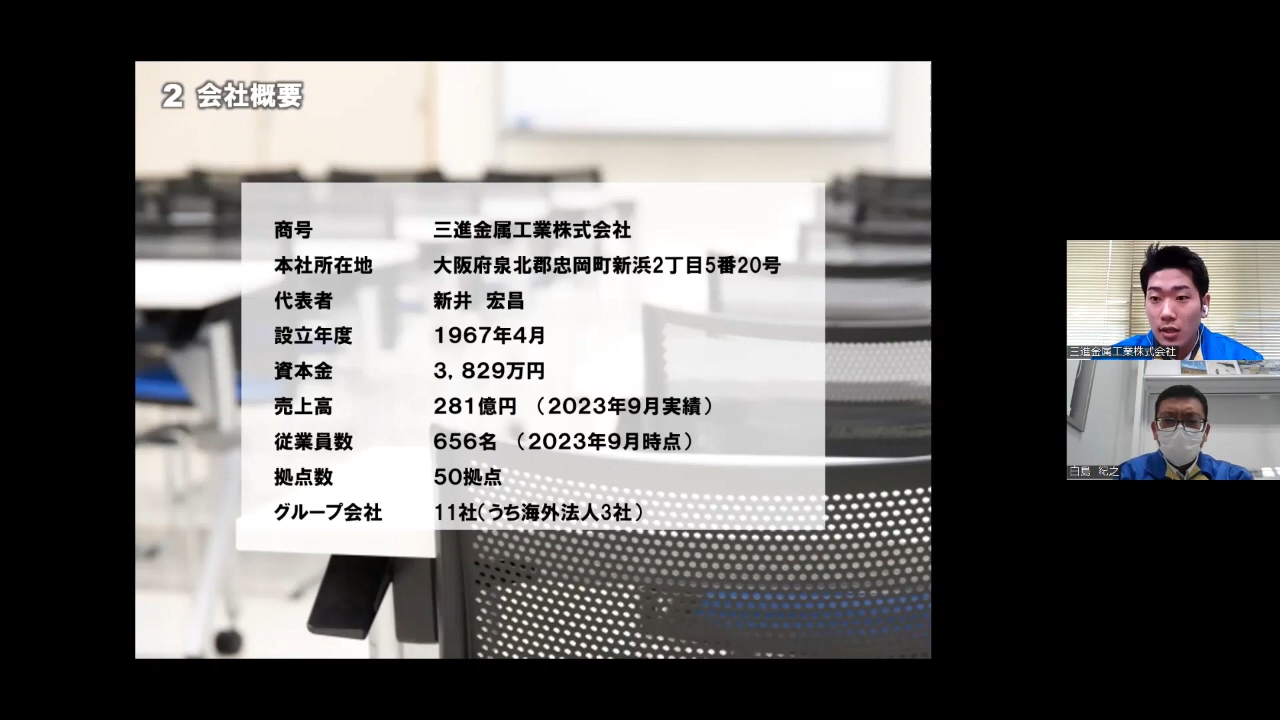 2 会社概要
商号 三進金属工業株式会社
本社所在地 大阪府泉北郡忠岡町新浜2丁目5番20号
代表者 新井 宏昌
設立年度 1967年4月
資本金 3，829万円
売上高 281億円 （2023年9月実績）
従業員数 656名 （2023年9月時点）
拠点数 50拠点
グループ会社 11社（うち海外法人3社）
三進金属工業株式会社
白島 紀之